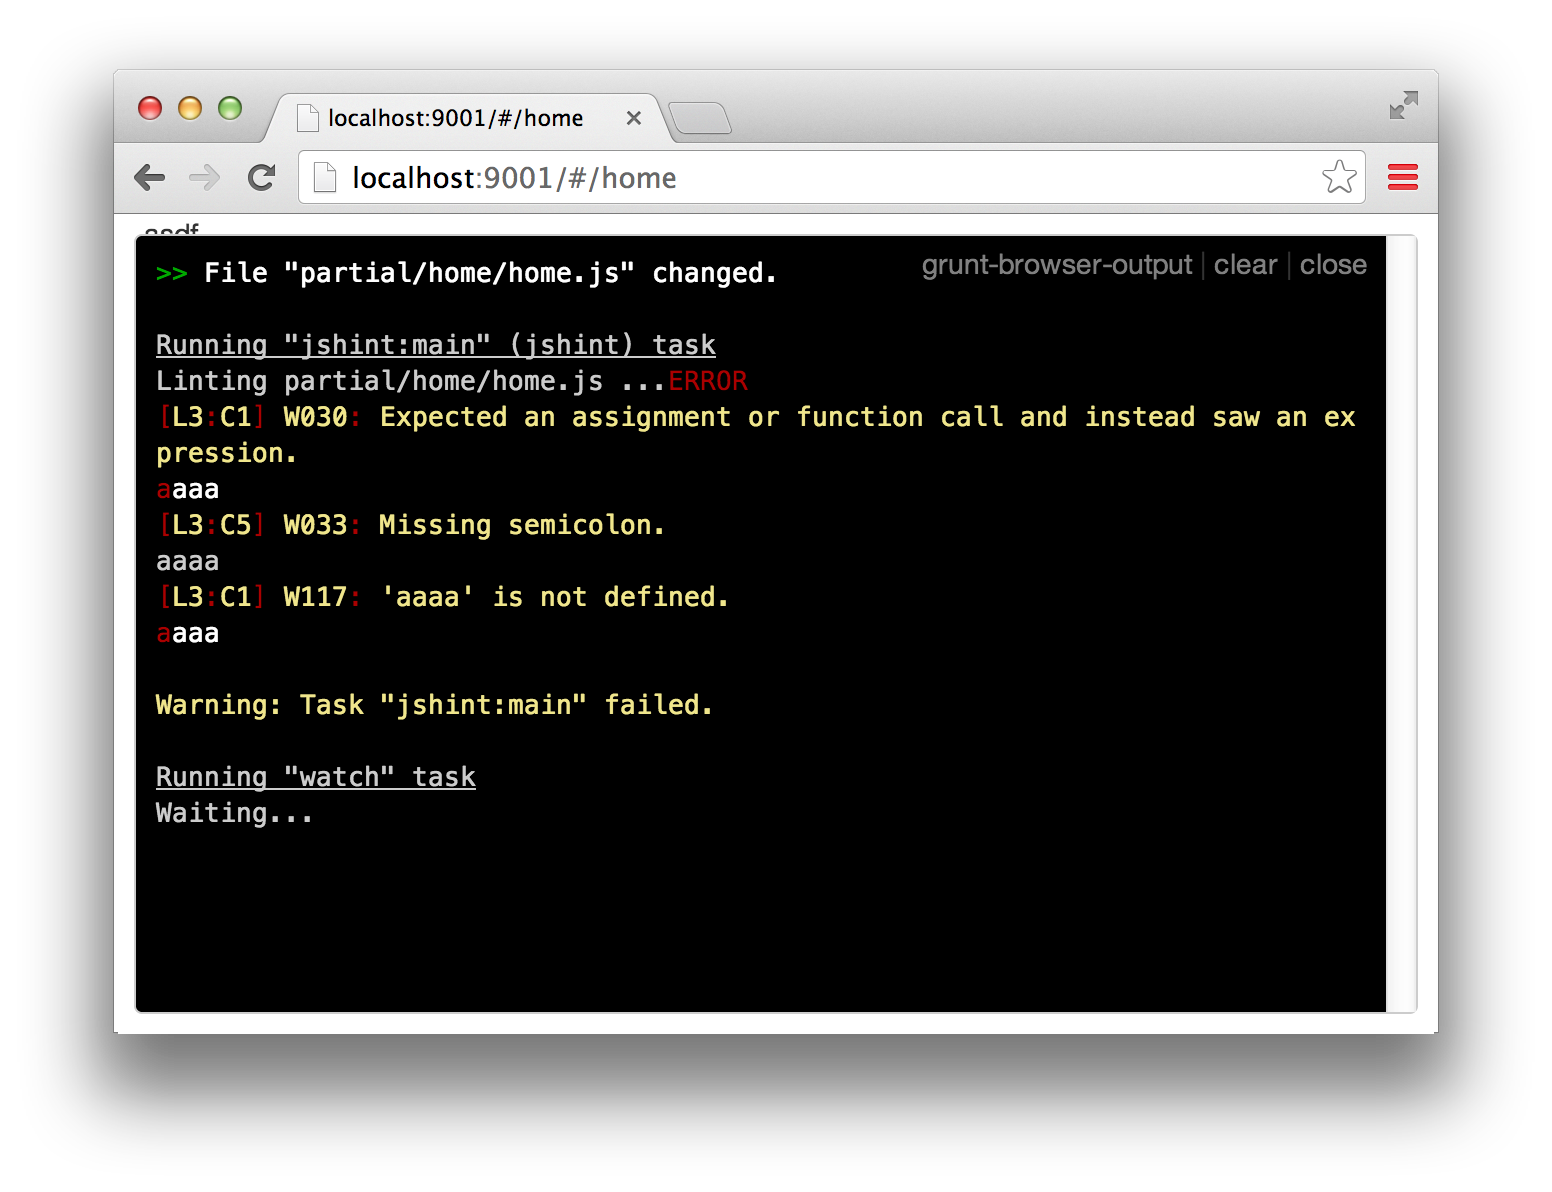 localhost:9001/#/home
localhost:9001/#/home
asdf
>> File "partial/home/home.js" changed.
grunt-browser-output | clear | close
Running "jshint:main" (jshint) task
Linting partial/home/home.js ...ERROR
[L3:C1] W030: Expected an assignment or function call and instead saw an ex
pression.
aaaa
[L3:C5] W033: Missing semicolon.
aaaa
[L3:C1] W117: 'aaaa' is not defined.
aaaa
Warning: Task "jshint:main" failed.
Running "watch" task
Waiting...